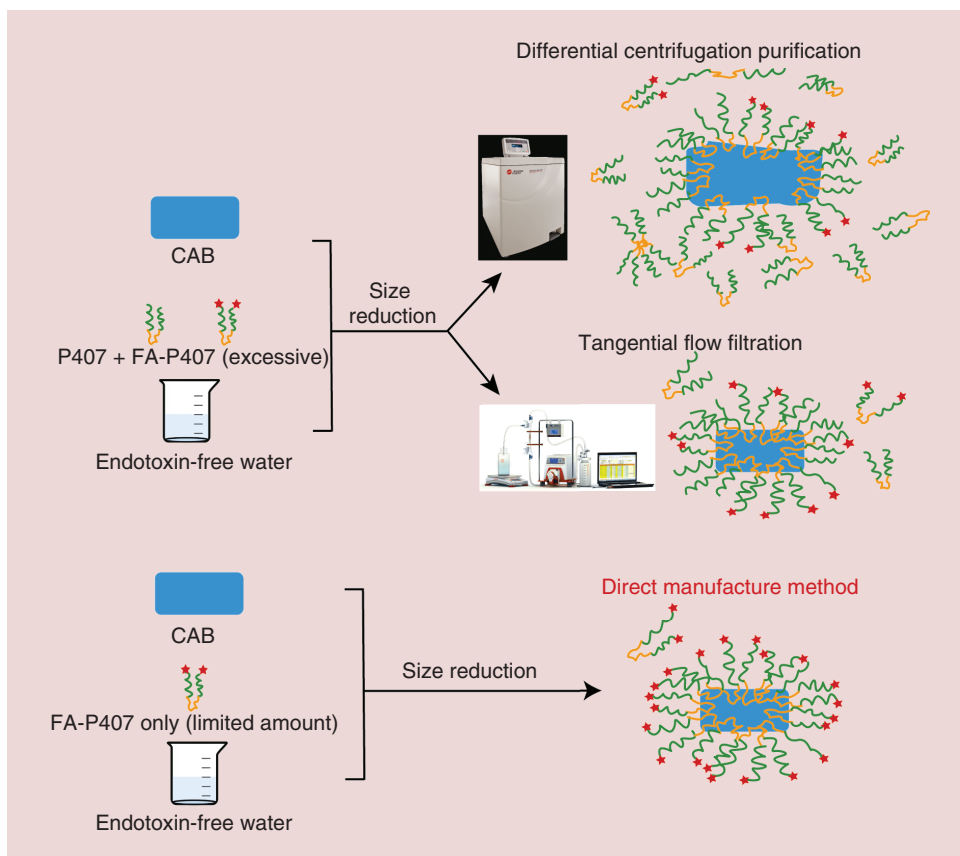 Differential centrifugation purification
CAB
Size
reduction
P407 + FA-P407 (excessive)
Tangential flow filtration
Endotoxin-free water
Direct manufacture method
CAB
Size reduction
FA-P407 only (limited amount)
Endotoxin-free water